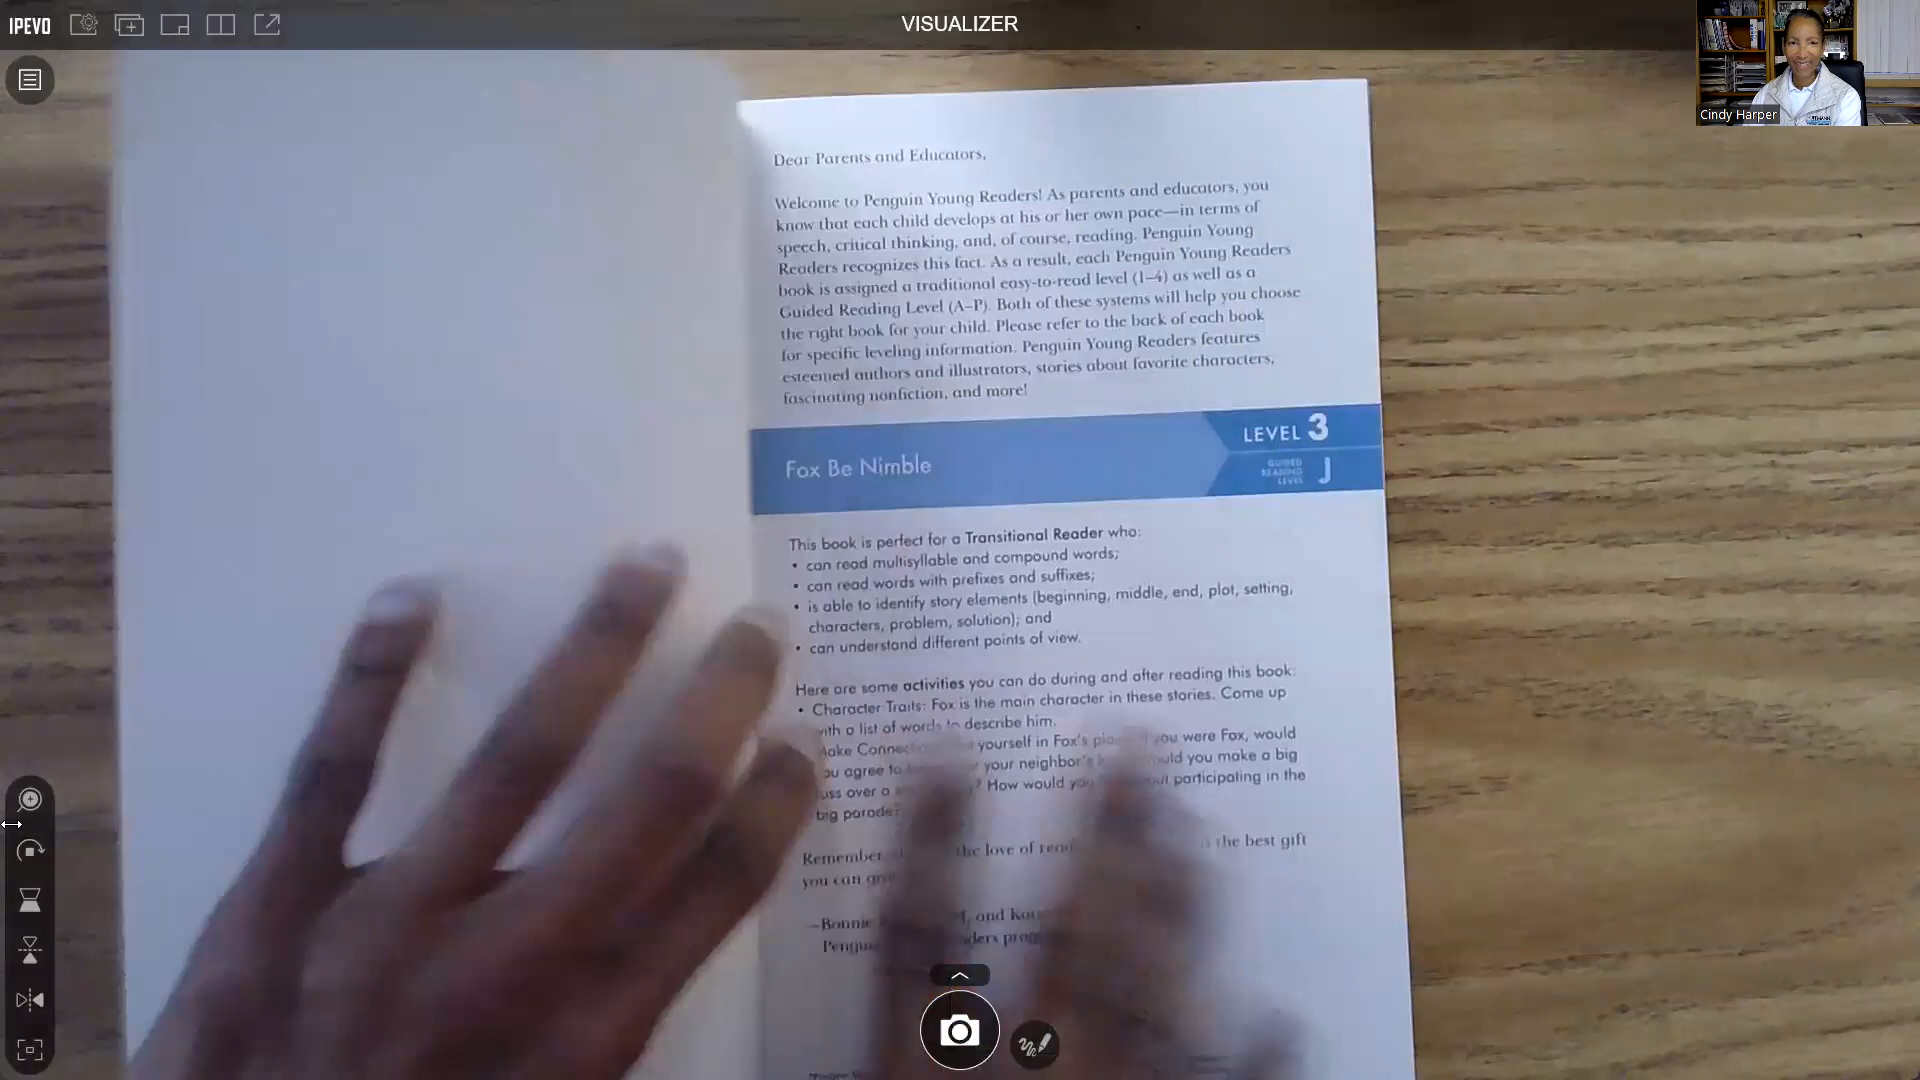 IPEVO
VISUALIZER
Cindy Harper
Dear Parents and Educators,
Welcome to Penguin Young Readers! As parents and educators, you
know that each child develops at his or her own pace—in terms of
speech, critical thinking, and, of course, reading. Penguin Young
Readers recognizes this fact. As a result, each Penguin Young Readers
book is assigned a traditional easy-to-read level (1–4) as well as a
Guided Reading Level (A–P). Both of these systems will help you choose
the right book for your child. Please refer to the back of each book
for specific leveling information. Penguin Young Readers features
esteemed authors and illustrators, stories about favorite characters,
fascinating nonfiction, and more!
Fox Be Nimble
LEVEL 3
GUIDED
READING
LEVEL
J
This book is perfect for a Transitional Reader who:
• can read multisyllable and compound words;
• can read words with prefixes and suffixes;
• is able to identify story elements (beginning, middle, end, plot, setting,
characters, problem, solution); and
• can understand different points of view.
Here are some activities you can do during and after reading this book:
• Character Traits: Fox is the main character in these stories. Come up
with a list of words to describe him.
yourself in Fox's you were Fox, would
agree to your neighbor's you make a big
over a How would participating in the
big parade?
Remember, the love of the best gift
you can
—Bonnie and